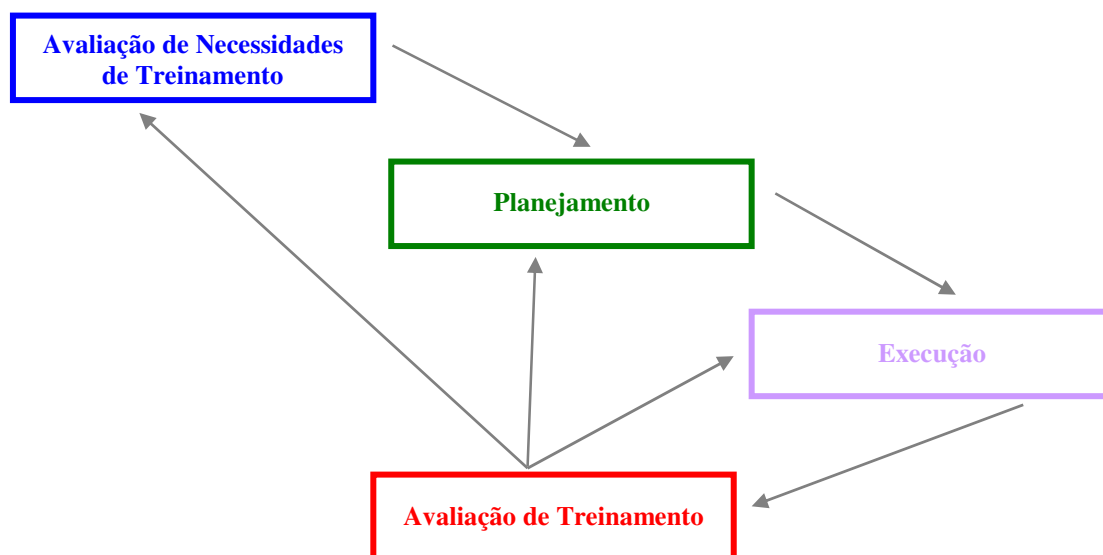 Avaliação de Necessidades
de Treinamento
Planejamento
Execução
Avaliação de Treinamento